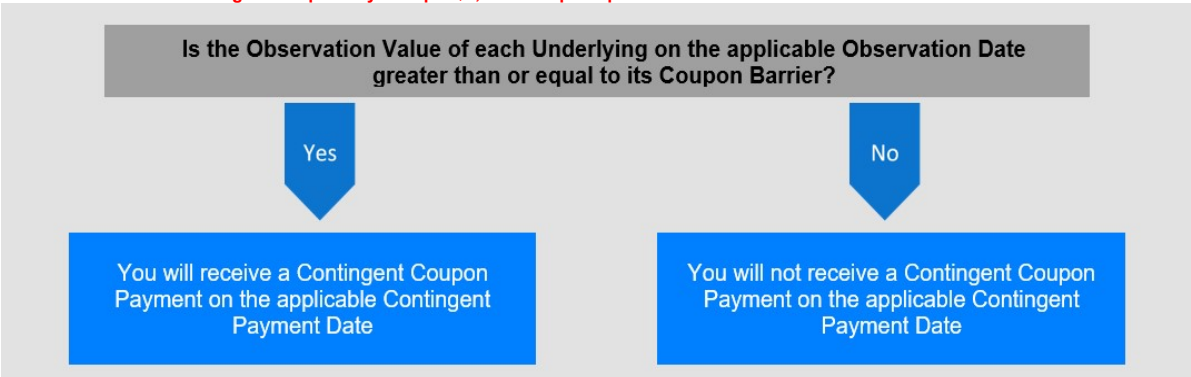 Is the Observation Value of each Underlying on the applicable Observation Date
greater than or equal to its Coupon Barrier?
Yes
No
You will receive a Contingent Coupon
Payment on the applicable Contingent
Payment Date
You will not receive a Contingent Coupon
Payment on the applicable Contingent
Payment Date